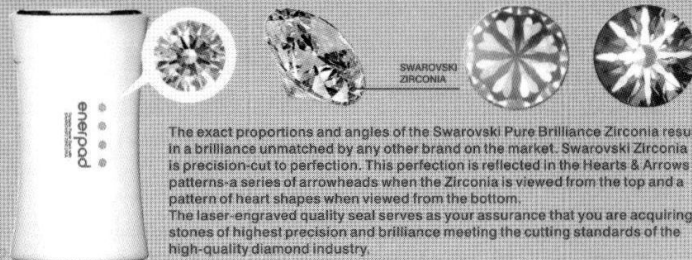 enerpad
SWAROVSKI
ZIRCONIA
The exact proportions and angles of the Swarovski Pure Brilliance Zirconia resu
in a brilliance unmatched by any other brand on the market. Swarovski Zirconia
is precision-cut to perfection. This perfection is reflected in the Hearts & Arrows
patterns-a series of arrowheads when the Zirconia is viewed from the top and a
pattern of heart shapes when viewed from the bottom.
The laser-engraved quality seal serves as your assurance that you are acquiring
stones of highest precision and brilliance meeting the cutting standards of the
high-quality diamond industry.